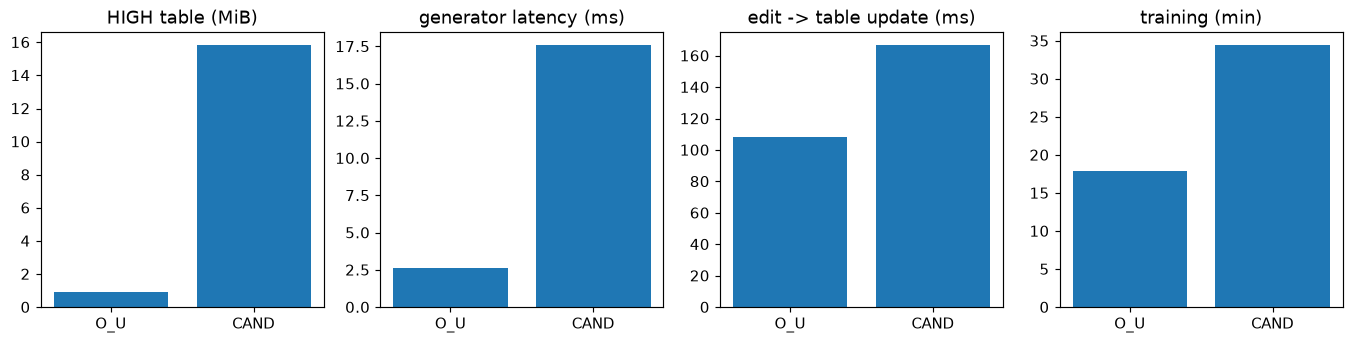 HIGH table (MiB)
16
14
12
10
8
6
4
2
0
O_U
CAND
generator latency (ms)
17.5
15.0
12.5
10.0
7.5
5.0
2.5
0.0
O_U
CAND
edit -> table update (ms)
160
140
120
100
80
60
40
20
0
O_U
CAND
training (min)
35
30
25
20
15
10
5
0
O_U
CAND